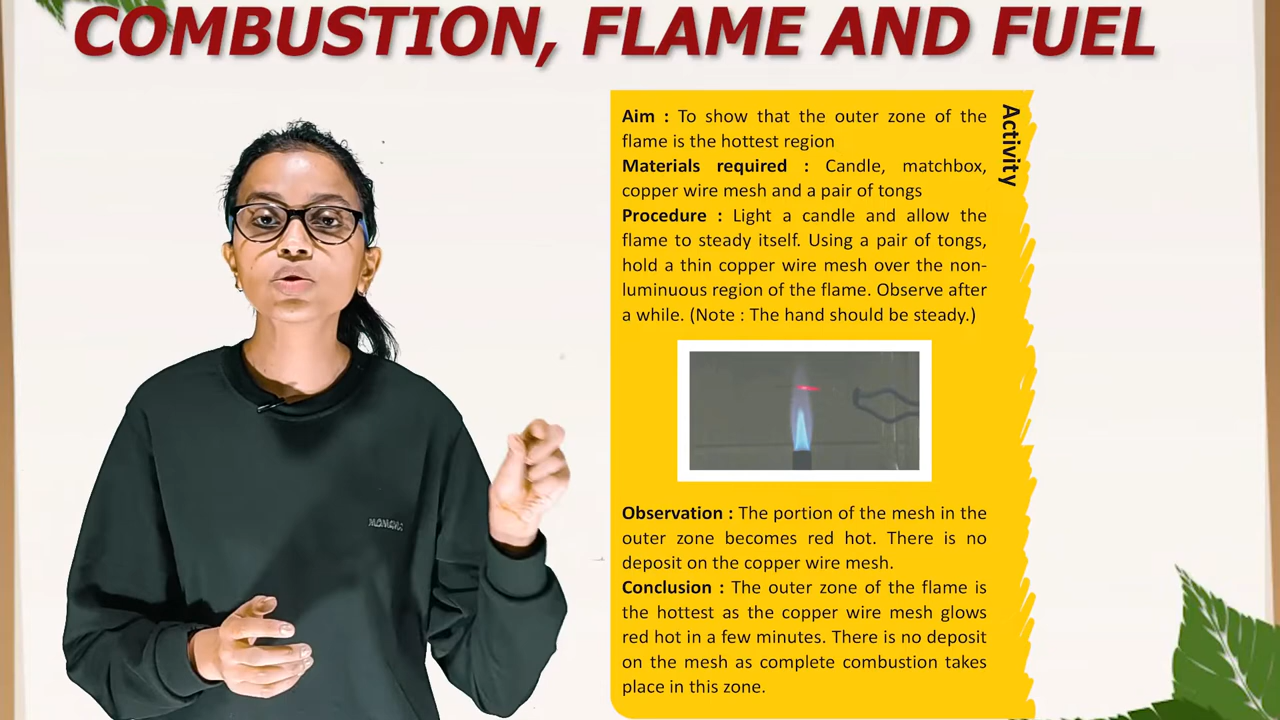 COMBUSTION, FLAME AND FUEL
Activity
Aim : To show that the outer zone of the
flame is the hottest region
Materials required : Candle, matchbox,
copper wire mesh and a pair of tongs
Procedure : Light a candle and allow the
flame to steady itself. Using a pair of tongs,
hold a thin copper wire mesh over the non-
luminuous region of the flame. Observe after
a while. (Note : The hand should be steady.)
Observation : The portion of the mesh in the
outer zone becomes red hot. There is no
deposit on the copper wire mesh.
Conclusion : The outer zone of the flame is
the hottest as the copper wire mesh glows
red hot in a few minutes. There is no deposit
on the mesh as complete combustion takes
place in this zone.